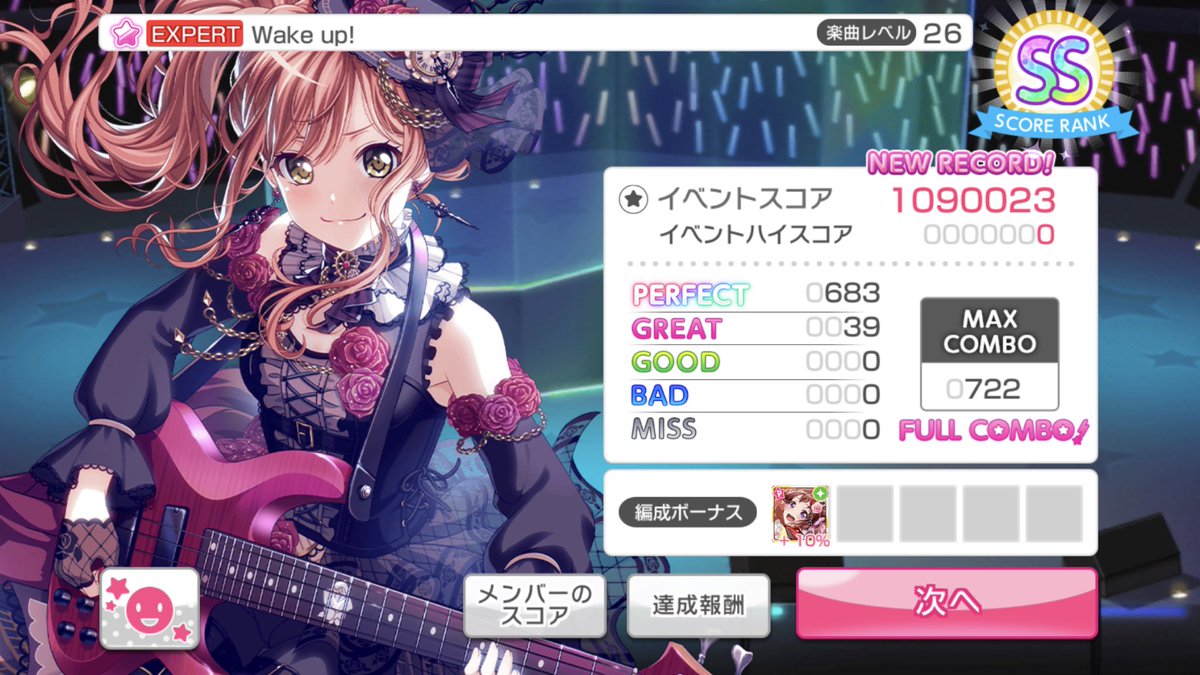 EXPERT Wake up!
楽曲レベル 26
SS
SCORE RANK
NEW RECORD!
イベントスコア 1090023
イベントハイスコア 0000000
PERFECT 0683
GREAT 0039
GOOD 0000
BAD 0000
MISS 0000
MAX
COMBO
0722
FULL COMBO!
編成ボーナス
P
+10%
メンバーの
スコア
達成報酬
次へ